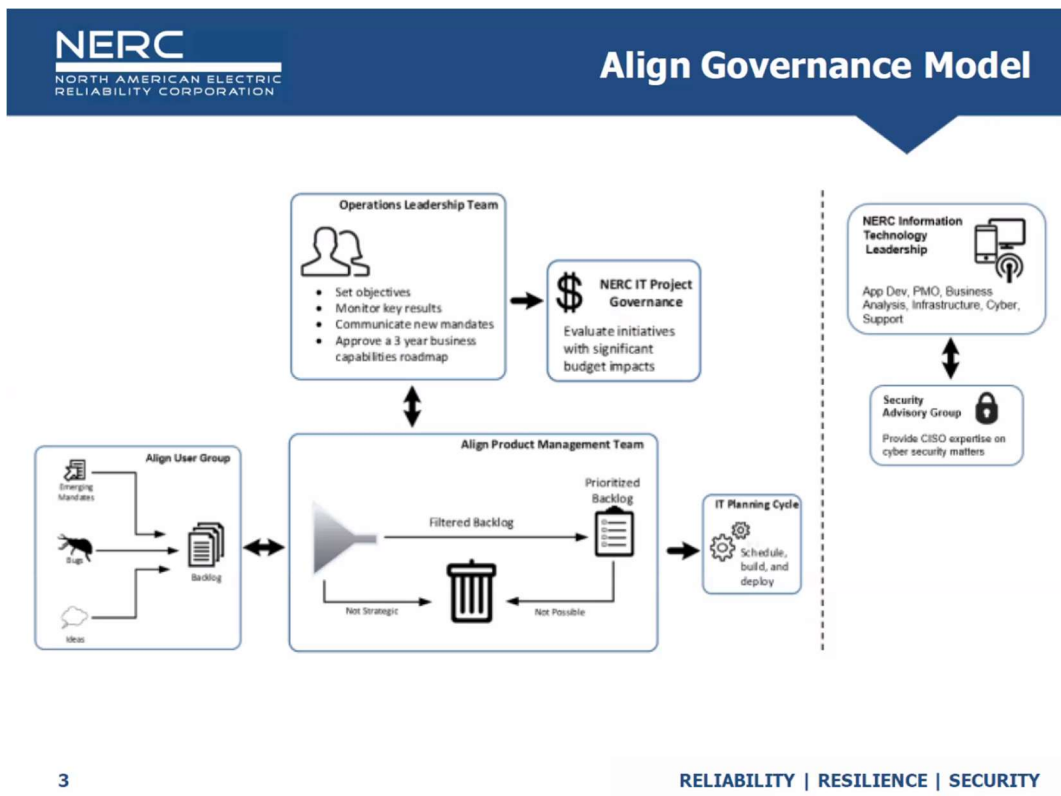 NERC
NORTH AMERICAN ELECTRIC
RELIABILITY CORPORATION
Align Governance Model
Operations Leadership Team
• Set objectives
• Monitor key results
• Communicate new mandates
• Approve a 3 year business
capabilities roadmap
$
NERC IT Project
Governance
Evaluate initiatives
with significant
budget impacts
NERC Information
Technology
Leadership
App Dev, PMO, Business
Analysis, Infrastructure, Cyber,
Support
Security
Advisory Group
Provide CISO expertise on
cyber security matters
Align User Group
Emerging
Mandates
Bugs
Ideas
Backlog
Align Product Management Team
Filtered Backlog
Prioritized
Backlog
Not Strategic
Not Possible
IT Planning Cycle
Schedule,
build, and
deploy
3
RELIABILITY | RESILIENCE | SECURITY